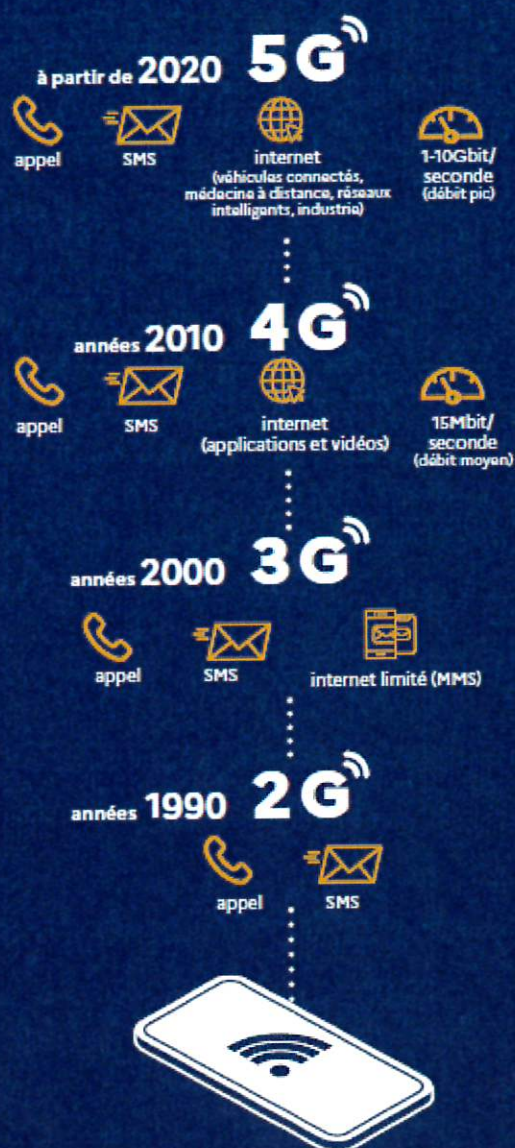 à partir de 2020 5G
appel
SMS
internet
(véhicules connectés,
médecine à distance, réseaux
intelligents, industrie)
1-10Gbit/
seconde
(débit pic)
années 2010 4G
appel
SMS
internet
(applications et vidéos)
15Mbit/
seconde
(débit moyen)
années 2000 3G
appel
SMS
internet limité (MMS)
années 1990 2G
appel
SMS